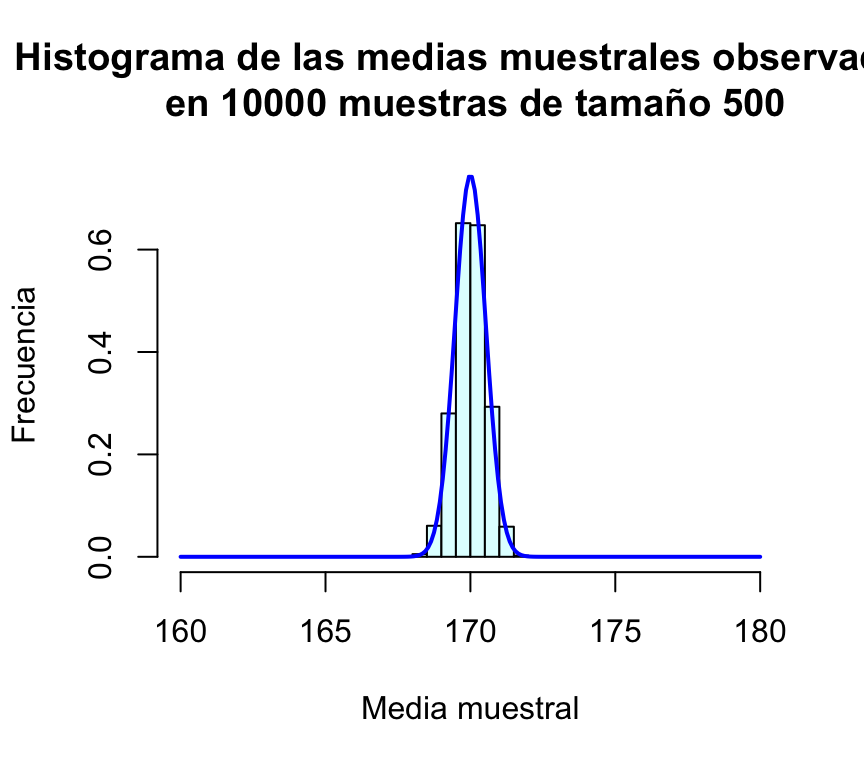 Histograma de las medias muestrales
en 10000 muestras de tamaño 500
0.6
0.4
0.2
0.0
Frecuencia
160 165 170 175 180
Media muestral